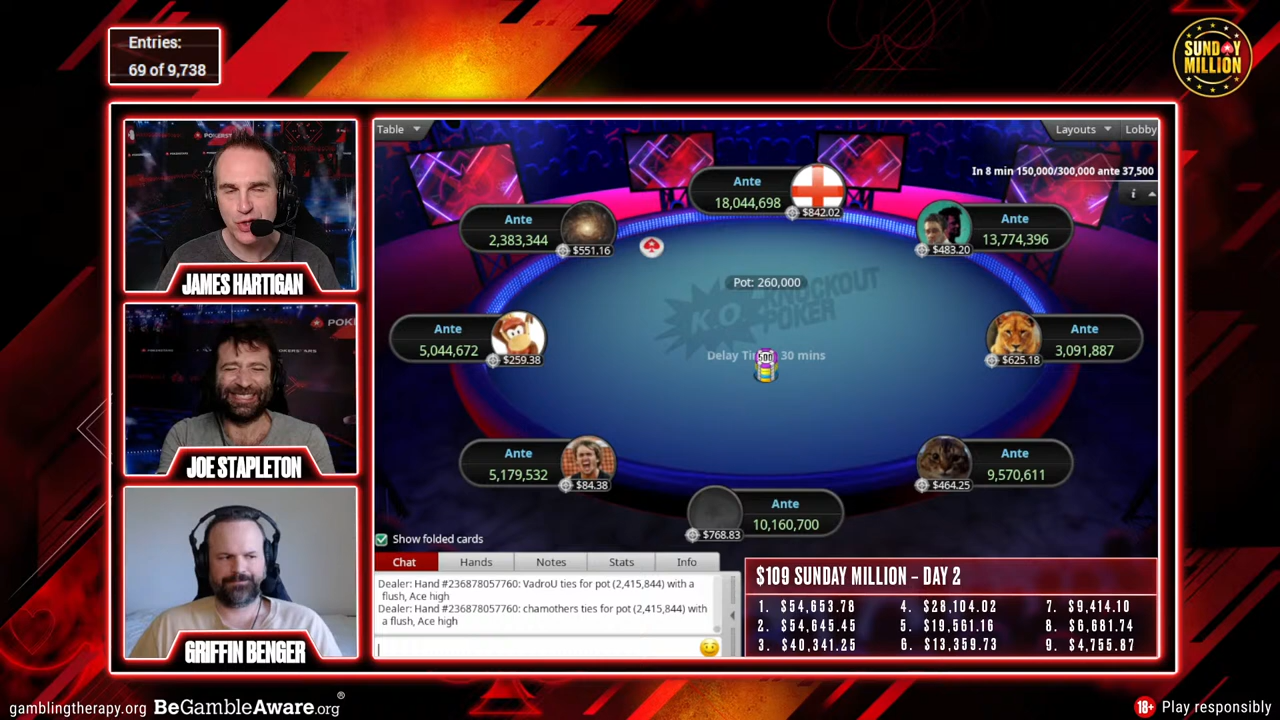 Entries:
69 of 9,738
SUNDAY
MILLION
JAMES HARTIGAN
JOE STAPLETON
GRIFFIN BENGER
Table
Layouts
Lobby
In 8 min 150,000/300,000 ante 37,500
i
Ante
18,044,698
$842.02
Ante
2,383,344
$551.16
Ante
13,774,396
$483.20
Pot: 260,000
K.O
KNOCKOUT
POKER
Ante
5,044,672
$259.38
Ante
3,091,887
$625.18
30 mins
Ante
5,179,532
$84.38
Ante
9,570,611
$464.25
Ante
10,160,700
$768.83
Show folded cards
Chat
Hands
Notes
Stats
Info
Dealer: Hand #236878057760: VadroU ties for pot (2,415,844) with a
flush, Ace high
Dealer: Hand #236878057760: chamothers ties for pot (2,415,844) with
a flush, Ace high
$109 SUNDAY MILLION - DAY 2
1. $54,653.78 4. $28,104.02 7. $9,414.10
2. $54,645.45 5. $19,561.16 8. $6,681.74
3. $40,341.25 6. $13,359.73 9. $4,755.87
gamblingtherapy.org BeGambleAware.org®
18+ Play responsibly